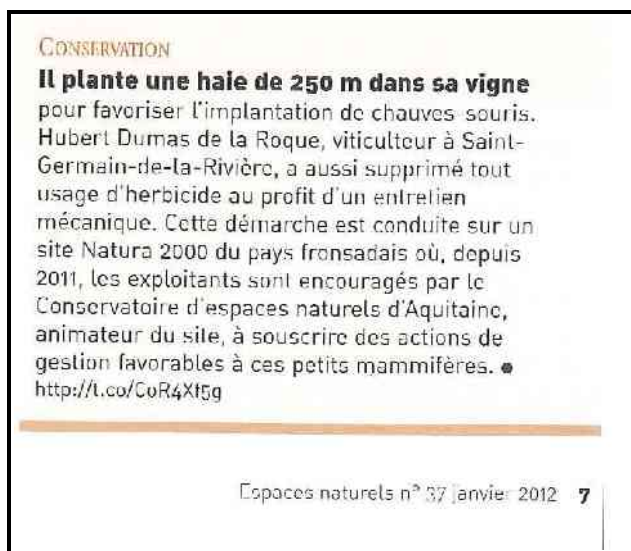 CONSERVATION
Il plante une haie de 250 m dans sa vigne
pour favoriser l'implantation de chauves-souris.
Hubert Dumas de la Roque, viticulteur à Saint-
Germain-de-la-Rivière, a aussi supprimé tout
usage d'herbicide au profit d'un entretien
mécanique. Cette démarche est conduite sur un
site Natura 2000 du pays fronsadais où, depuis
2011, les exploitants sont encouragés par le
Conservatoire d'espaces naturels d'Aquitaine,
animateur du site, à souscrire des actions de
gestion favorables à ces petits mammifères. ●
http://t.co/CoR4Xf5g
Espaces naturels n° 37 janvier 2012 7